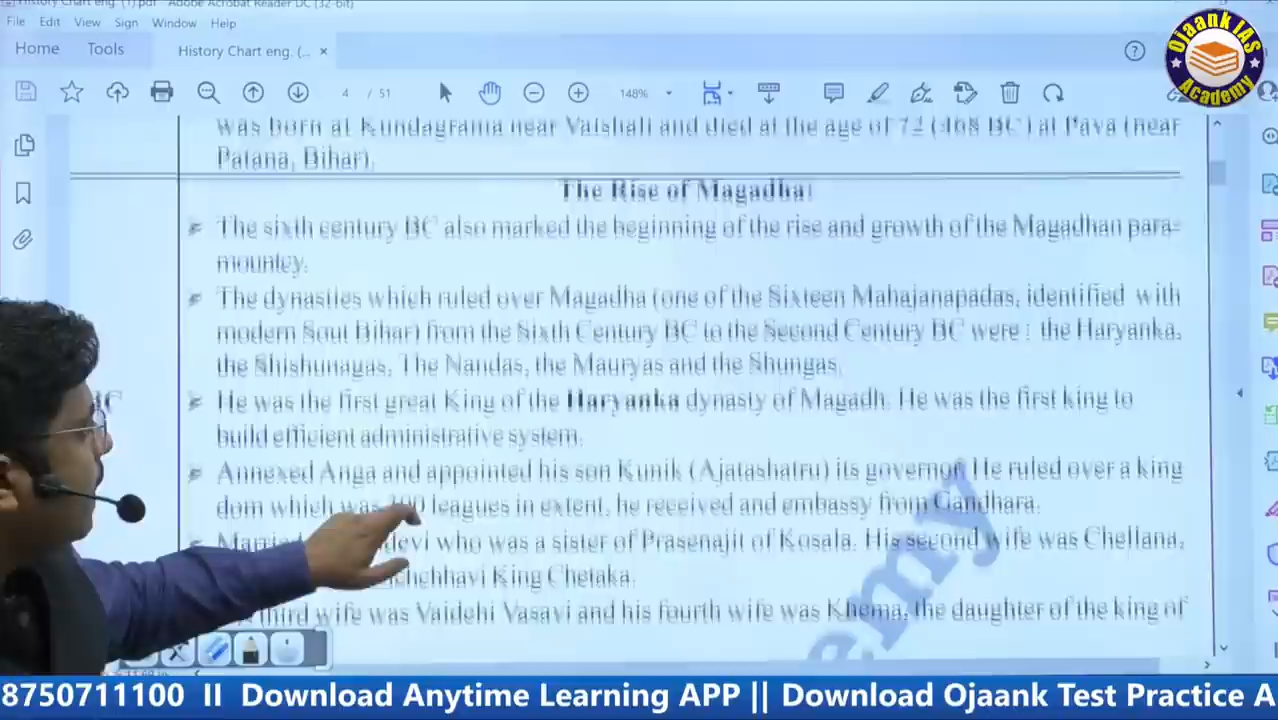 History Chart eng. (1).pdf - Adobe Acrobat Reader DC (32-bit)
File Edit View Sign Window Help
Home Tools History Chart eng. (... ×
4 / 51 148%
Ojaank IAS Academy
was born at Kundagrama near Vaishali and died at the age of 72 (468 BC) at Pava (near
Patana, Bihar).
The Rise of Magadha:
The sixth century BC also marked the beginning of the rise and growth of the Magadhan para-
mountcy.
The dynasties which ruled over Magadha (one of the Sixteen Mahajanapadas, identified with
modern Sout Bihar) from the Sixth Century BC to the Second Century BC were : the Haryanka,
the Shishunagas, The Nandas, the Mauryas and the Shungas.
BC
He was the first great King of the Haryanka dynasty of Magadh. He was the first king to
build efficient administrative system.
Annexed Anga and appointed his son Kunik (Ajatashatru) its governor. He ruled over a king
dom which was leagues in extent, he received and embassy from Gandhara.
devi who was a sister of Prasenajit of Kosala. His second wife was Chellana,
chchhavi King Chetaka.
third wife was Vaidehi Vasavi and his fourth wife was Khema, the daughter of the king of
emy
8750711100 II Download Anytime Learning APP || Download Ojaank Test Practice A